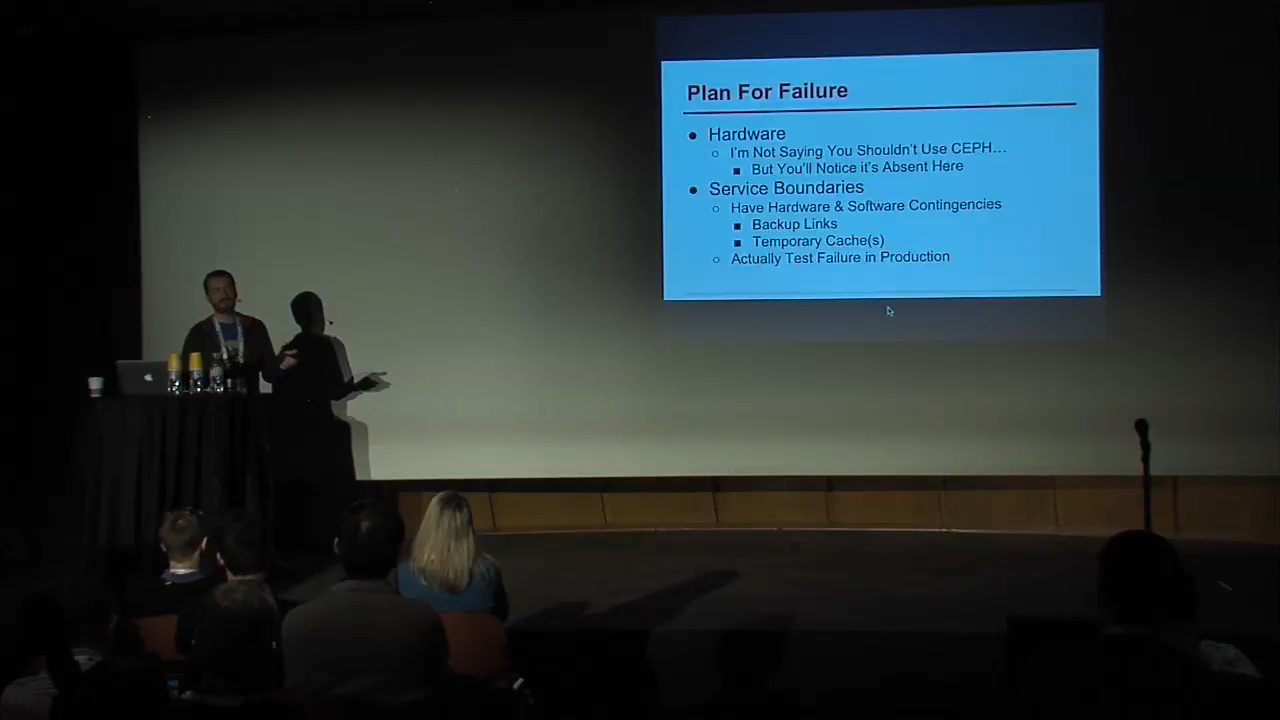 Plan For Failure
Hardware
I'm Not Saying You Shouldn't Use CEPH…
But You'll Notice it's Absent Here
Service Boundaries
Have Hardware & Software Contingencies
Backup Links
Temporary Cache(s)
Actually Test Failure in Production